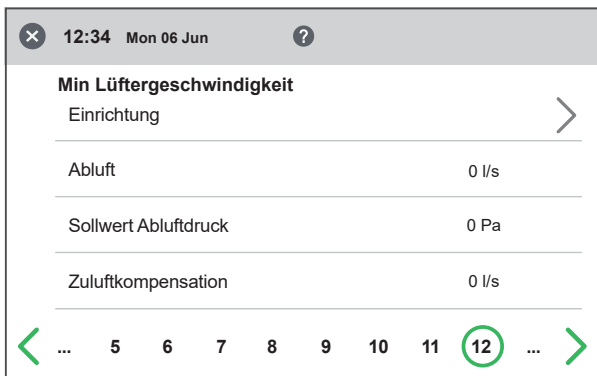 12:34 Mon 06 Jun ?
Min Lüftergeschwindigkeit
Einrichtung
Abluft 0 l/s
Sollwert Abluftdruck 0 Pa
Zuluftkompensation 0 l/s
... 5 6 7 8 9 10 11 12 ...